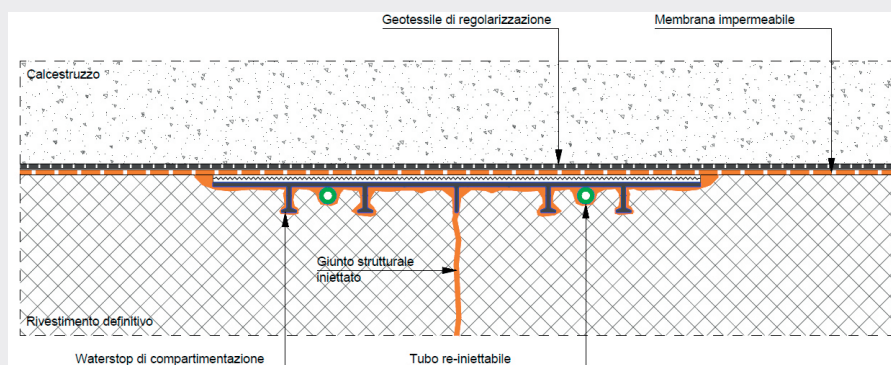 Geotessile di regolarizzazione
Membrana impermeabile
Calcestruzzo
Giunto strutturale
iniettato
Rivestimento definitivo
Waterstop di compartimentazione
Tubo re-iniettabile